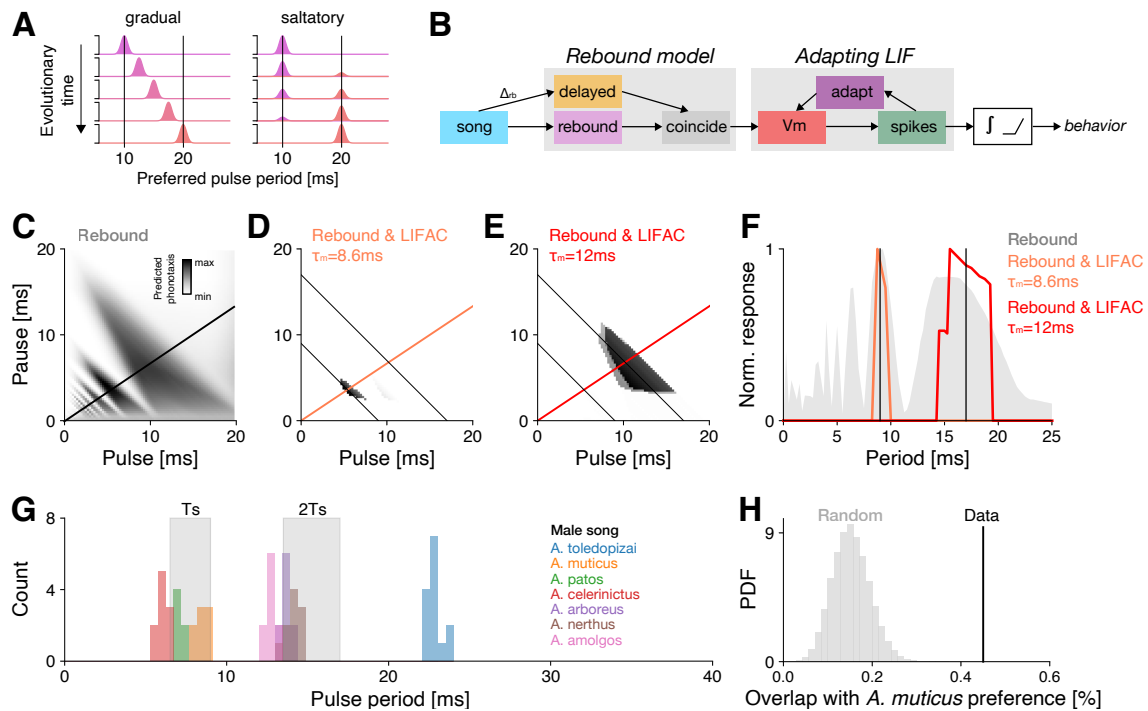 A
gradual
saltatory
Evolutionary
time
10
20
10
20
Preferred pulse period [ms]
B
Rebound model
Adapting LIF
Δrb
delayed
adapt
song
rebound
coincide
Vm
spikes
∫
behavior
C
Rebound
Predicted
phonotaxis
max
min
20
10
0
Pause [ms]
0
10
20
Pulse [ms]
D
Rebound & LIFAC
τm=8.6ms
20
10
0
0
10
20
Pulse [ms]
E
Rebound & LIFAC
τm=12ms
20
10
0
0
10
20
Pulse [ms]
F
Rebound
Rebound & LIFAC
τm=8.6ms
Rebound & LIFAC
τm=12ms
1
0
Norm. response
0
5
10
15
20
25
Period [ms]
G
Ts
2Ts
8
4
0
Count
Male song
A. toledopizai
A. muticus
A. patos
A. celerinictus
A. arboreus
A. nerthus
A. amolgos
0
10
20
30
40
Pulse period [ms]
H
Random
Data
9
0
PDF
0.0
0.2
0.4
0.6
Overlap with A. muticus preference [%]